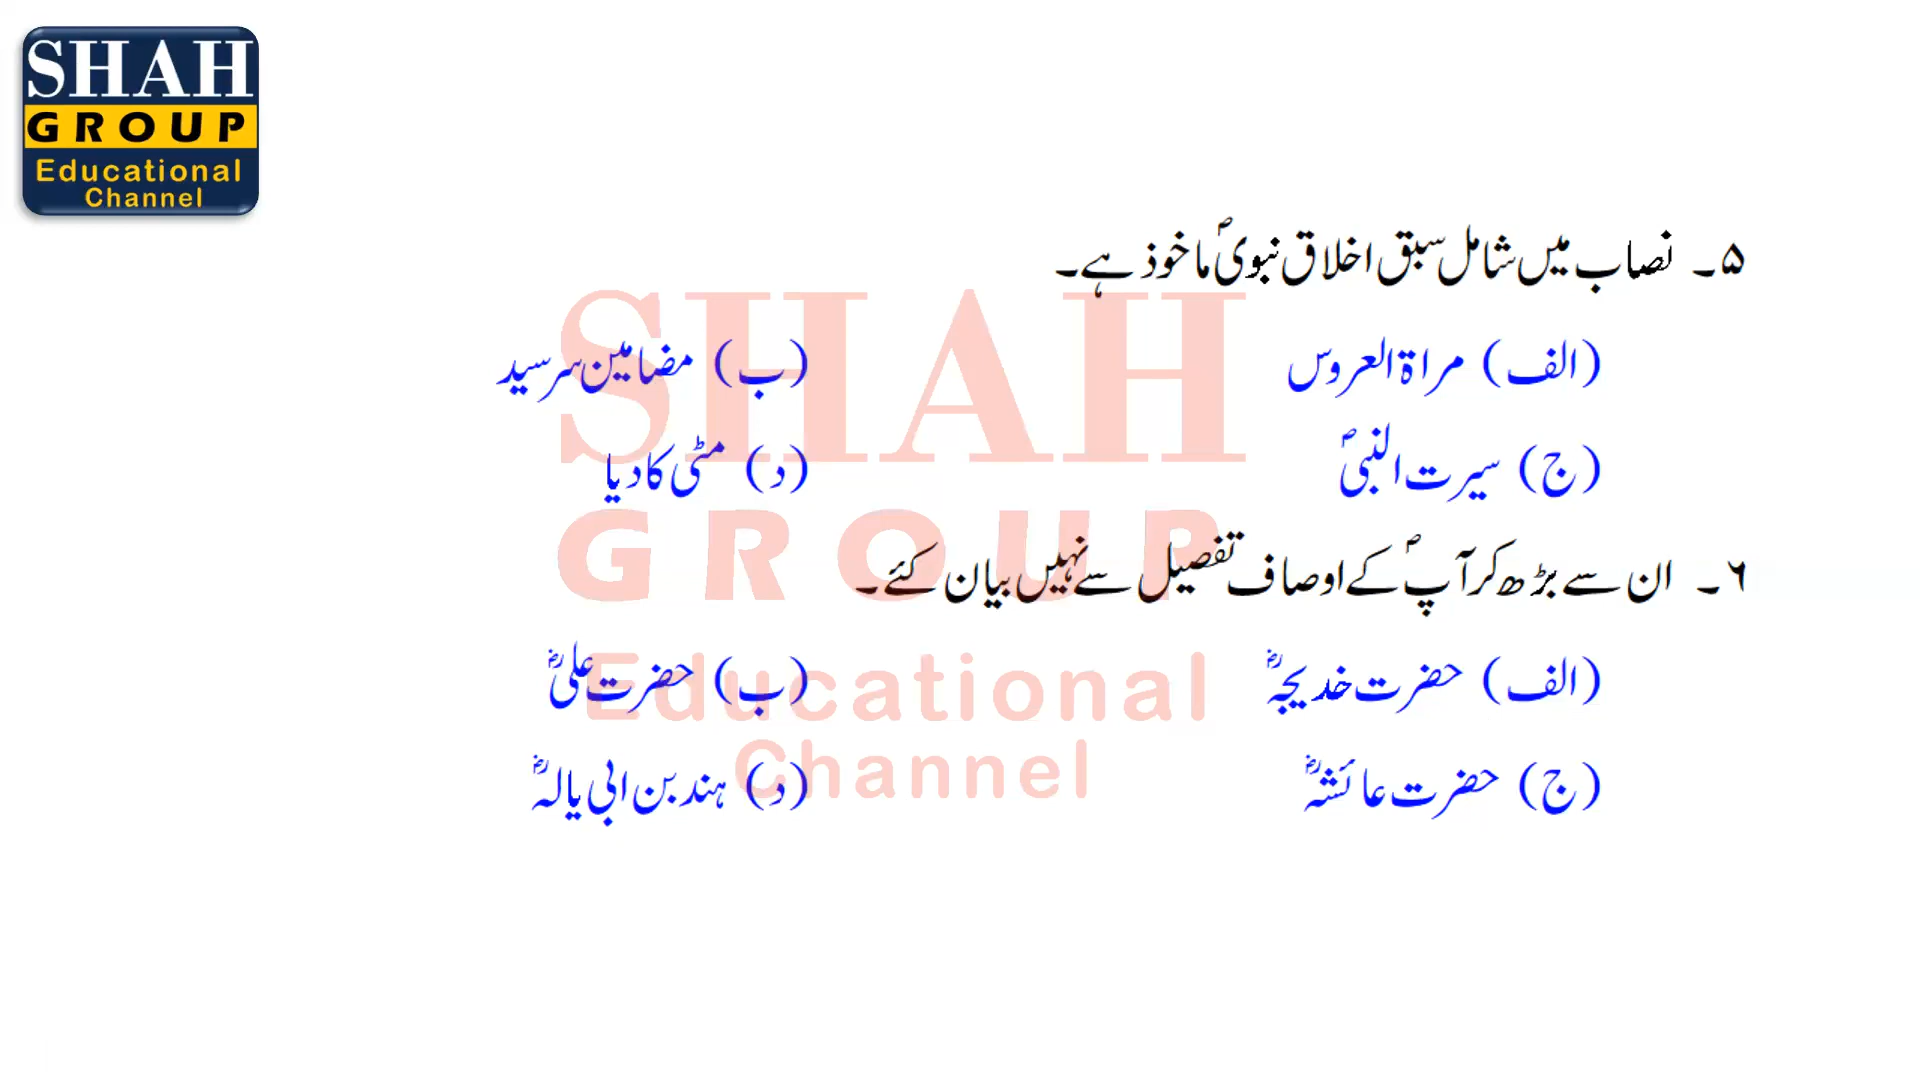 SHAH
GROUP
Educational
Channel
۵۔ نصاب میں شامل سبق اخلاق نبویؐ ماخوذ ہے۔
(الف) مراۃ العروس (ب) مضامین سرسید
(ج) سیرت النبیؐ (د) مٹی کا دیا
۶۔ ان سے بڑھ کر آپؐ کے اوصاف تفصیل سے نہیں بیان کئے۔
(الف) حضرت خدیجہؓ (ب) حضرت علیؓ
(ج) حضرت عائشہؓ (د) ہند بن ابی یالہؓ
SHAH
GROUP
Educational
Channel